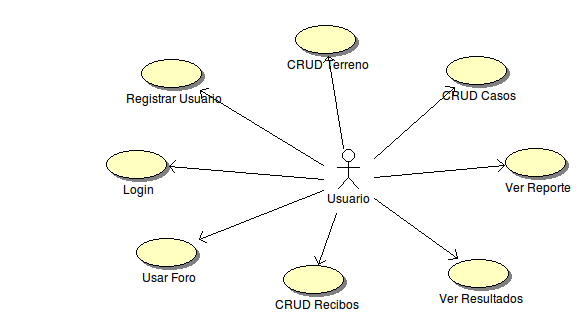 CRUD Terreno
Registrar Usuario
CRUD Casos
Login
Ver Reporte
Usuario
Usar Foro
CRUD Recibos
Ver Resultados